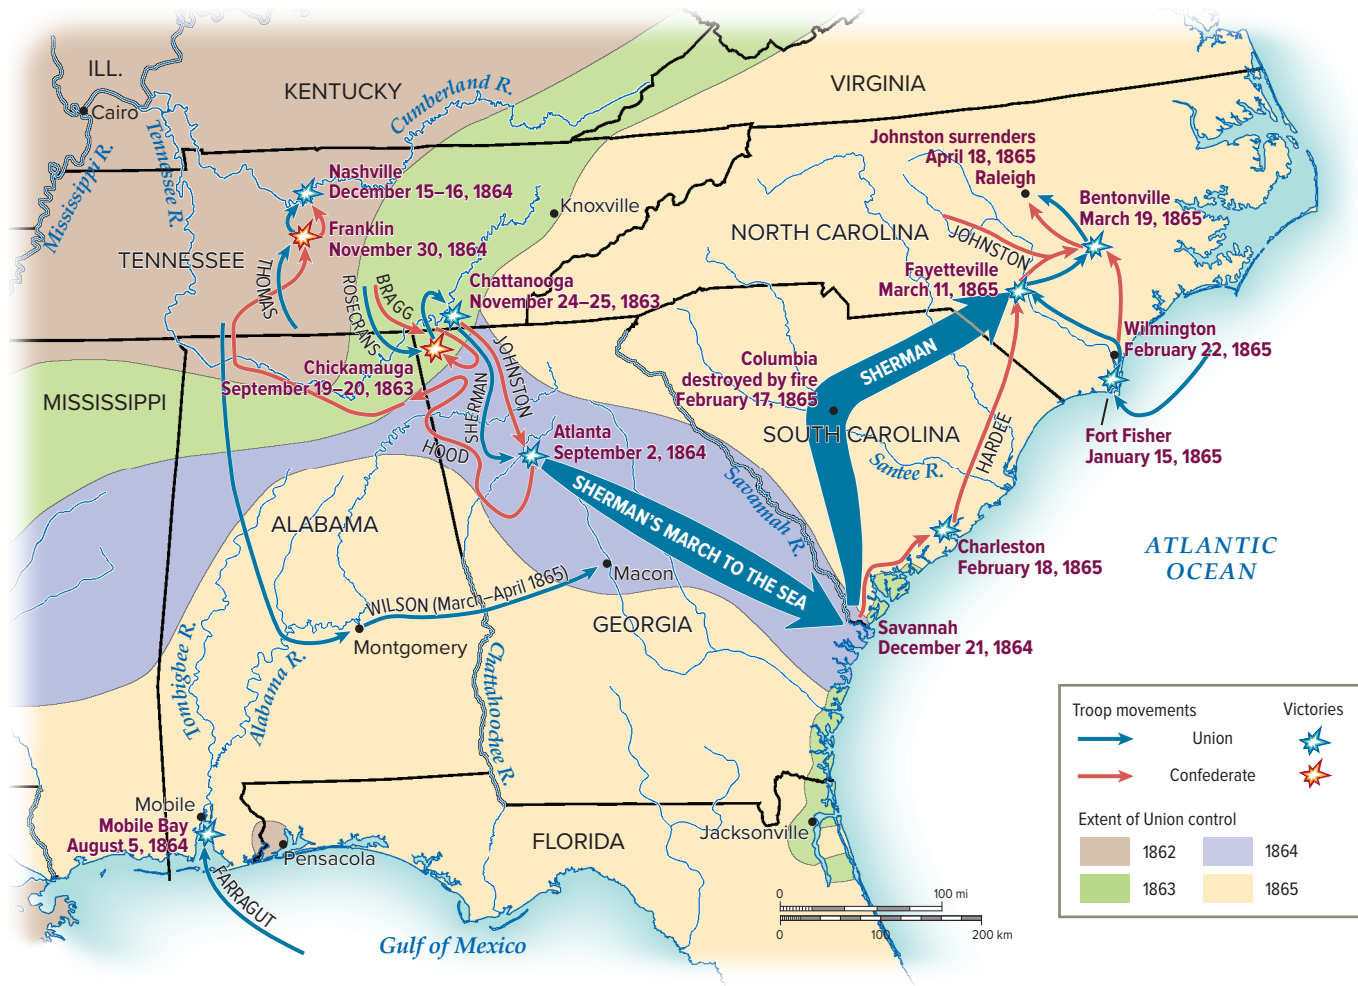 ILL.
KENTUCKY
VIRGINIA
Cairo
Cumberland R.
Tennessee R.
Mississippi R.
Johnston surrenders
April 18, 1865
Raleigh
Nashville
December 15–16, 1864
Knoxville
Bentonville
March 19, 1865
Franklin
November 30, 1864
NORTH CAROLINA
JOHNSTON
TENNESSEE
THOMAS
ROSECRANS
BRAGG
Chattanooga
November 24–25, 1863
Fayetteville
March 11, 1865
Wilmington
February 22, 1865
Chickamauga
September 19–20, 1863
JOHNSTON
SHERMAN
Columbia
destroyed by fire
February 17, 1865
SHERMAN
MISSISSIPPI
HOOD
Atlanta
September 2, 1864
SOUTH CAROLINA
HARDEE
Fort Fisher
January 15, 1865
Santee R.
Savannah R.
ALABAMA
SHERMAN'S MARCH TO THE SEA
Charleston
February 18, 1865
ATLANTIC
OCEAN
WILSON (March–April 1865)
Macon
Montgomery
GEORGIA
Savannah
December 21, 1864
Tombigbee R.
Alabama R.
Chattahoochee R.
Mobile
Mobile Bay
August 5, 1864
Pensacola
FLORIDA
Jacksonville
FARRAGUT
Gulf of Mexico
0
100 mi
0
100
200 km
Troop movements
Victories
Union
Confederate
Extent of Union control
1862
1864
1863
1865